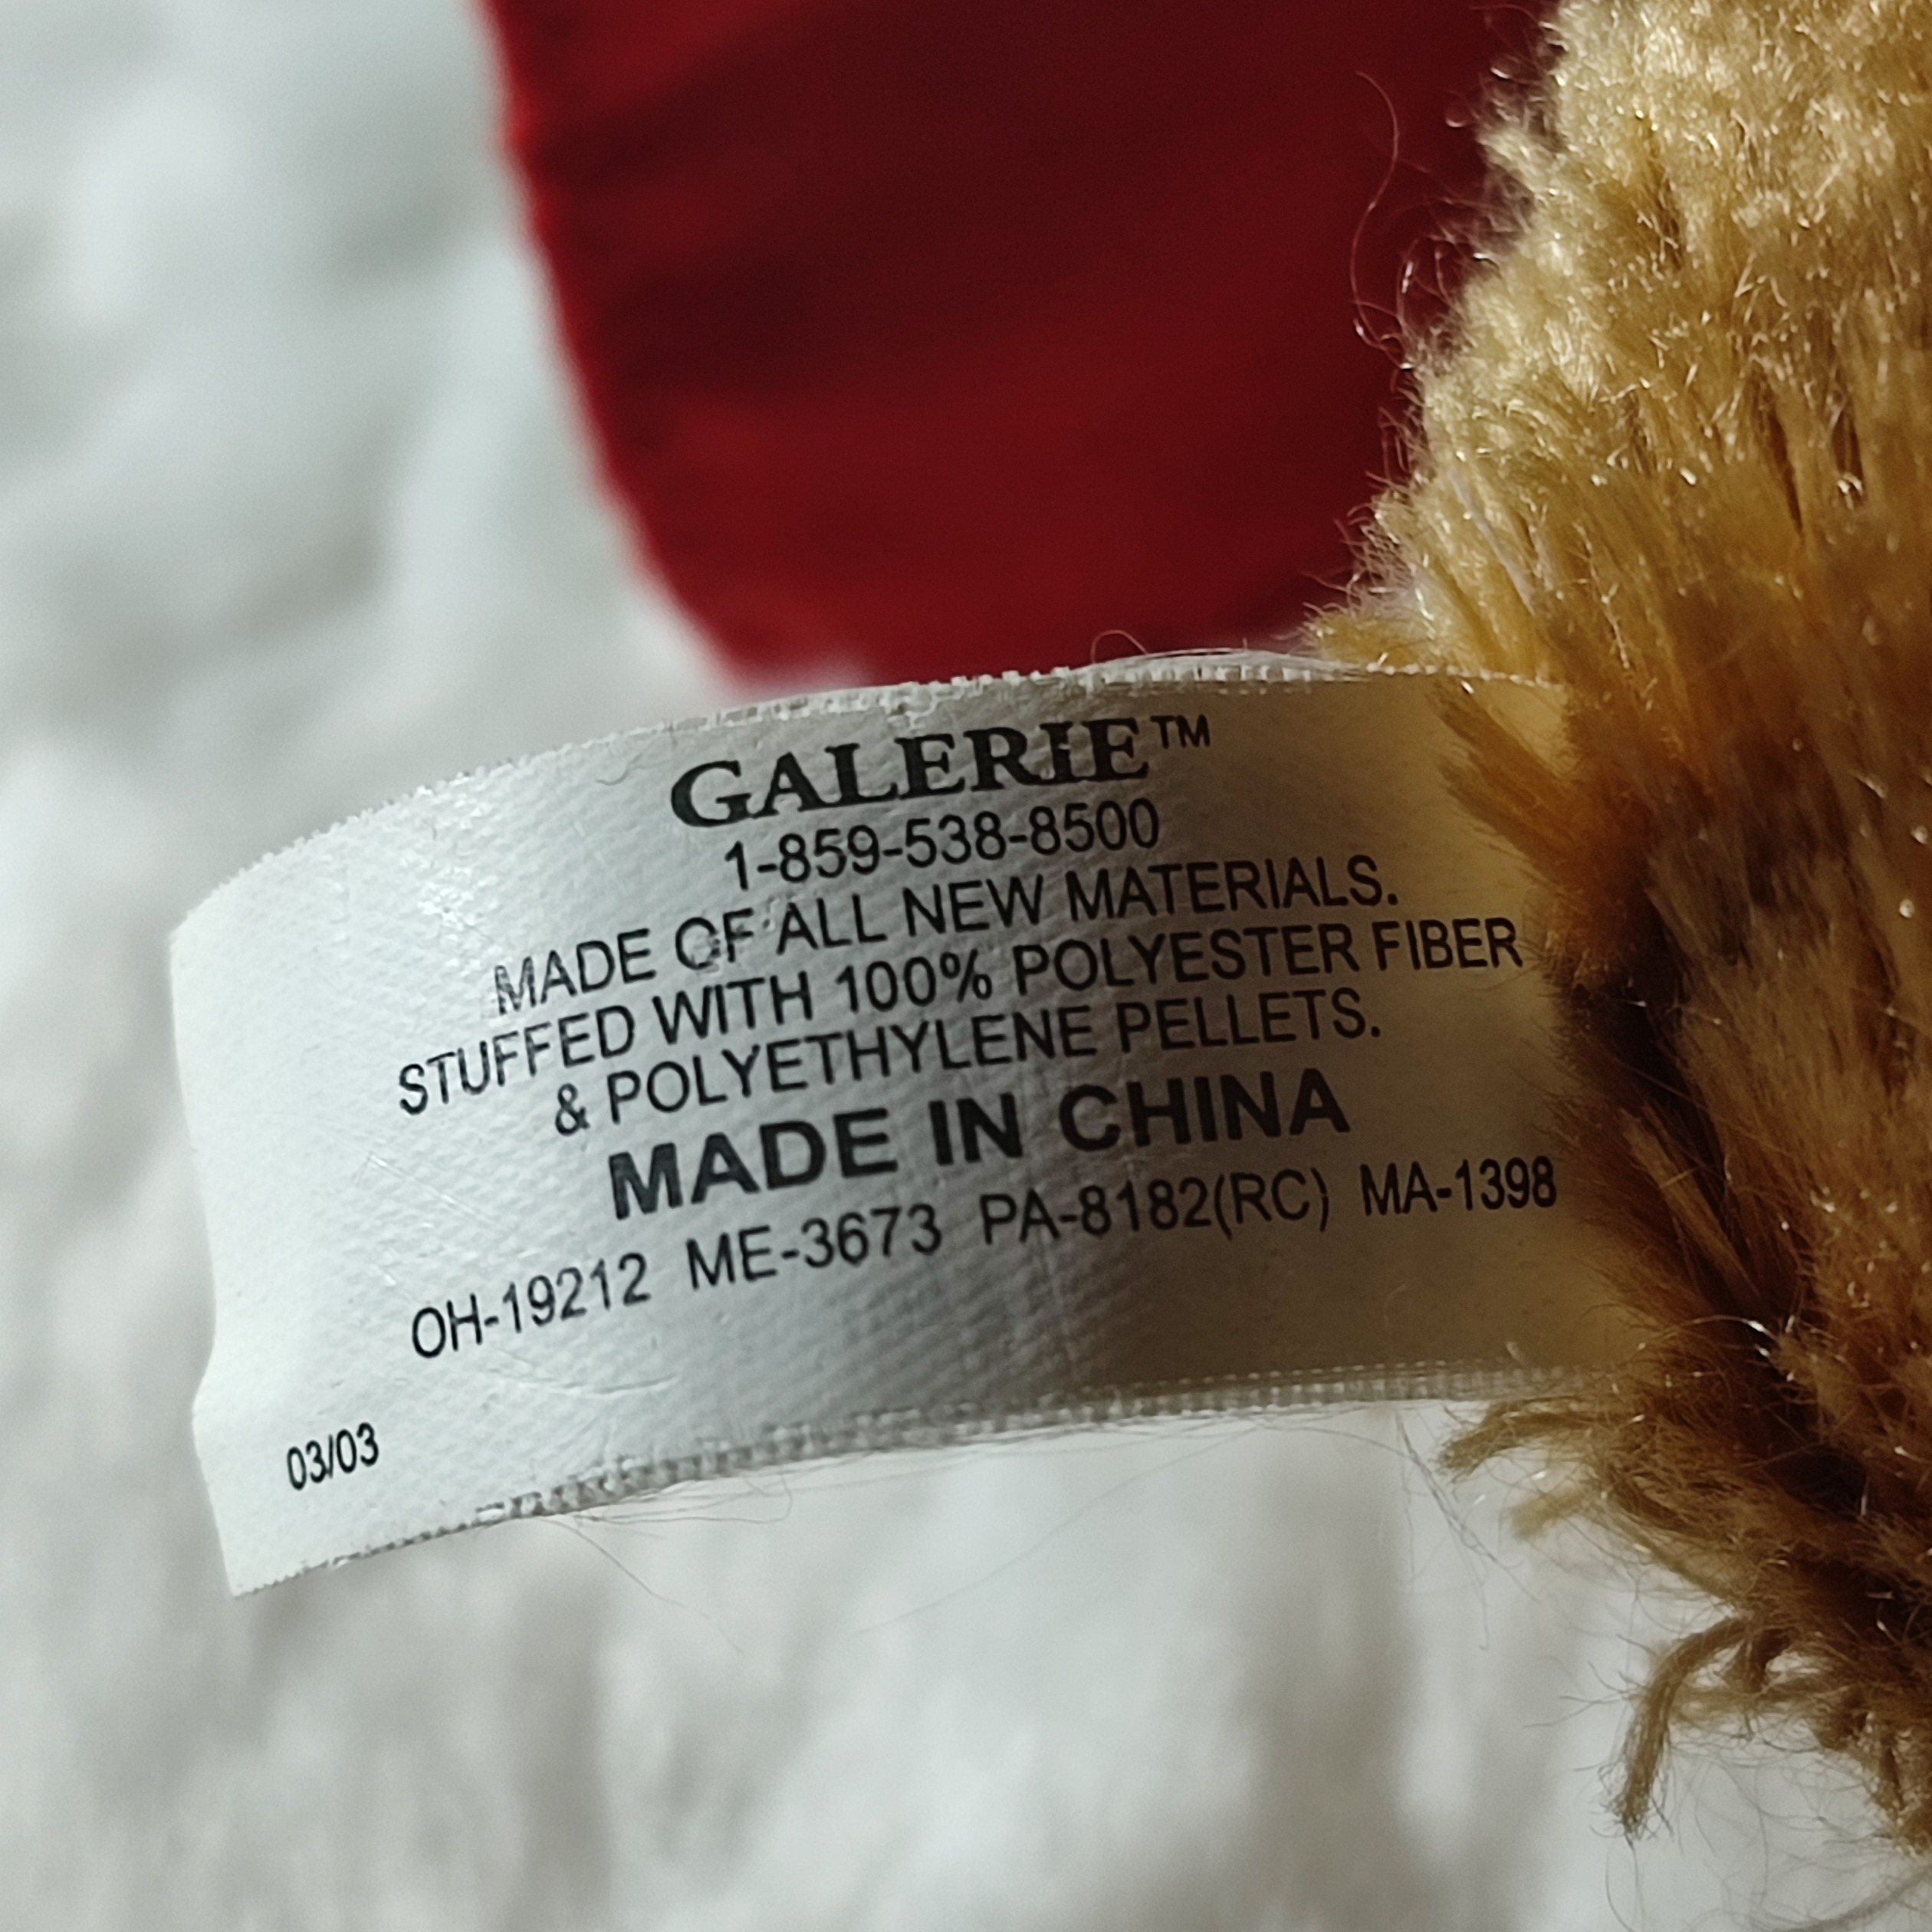 GALERIE™
1-859-538-8500
MADE OF ALL NEW MATERIALS.
STUFFED WITH 100% POLYESTER FIBER
& POLYETHYLENE PELLETS.
MADE IN CHINA
OH-19212 ME-3673 PA-8182(RC) MA-1398
03/03